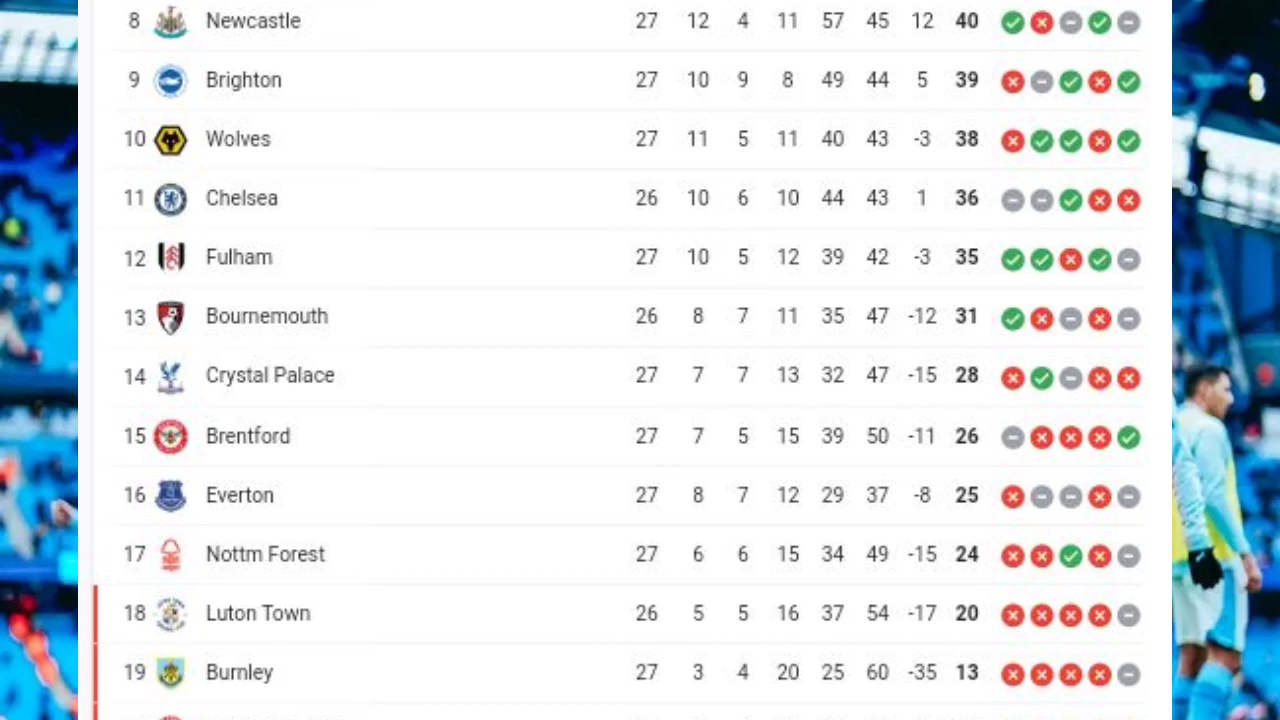 8 Newcastle 27 12 4 11 57 45 12 40
9 Brighton 27 10 9 8 49 44 5 39
10 Wolves 27 11 5 11 40 43 -3 38
11 Chelsea 26 10 6 10 44 43 1 36
12 Fulham 27 10 5 12 39 42 -3 35
13 Bournemouth 26 8 7 11 35 47 -12 31
14 Crystal Palace 27 7 7 13 32 47 -15 28
15 Brentford 27 7 5 15 39 50 -11 26
16 Everton 27 8 7 12 29 37 -8 25
17 Nottm Forest 27 6 6 15 34 49 -15 24
18 Luton Town 26 5 5 16 37 54 -17 20
19 Burnley 27 3 4 20 25 60 -35 13